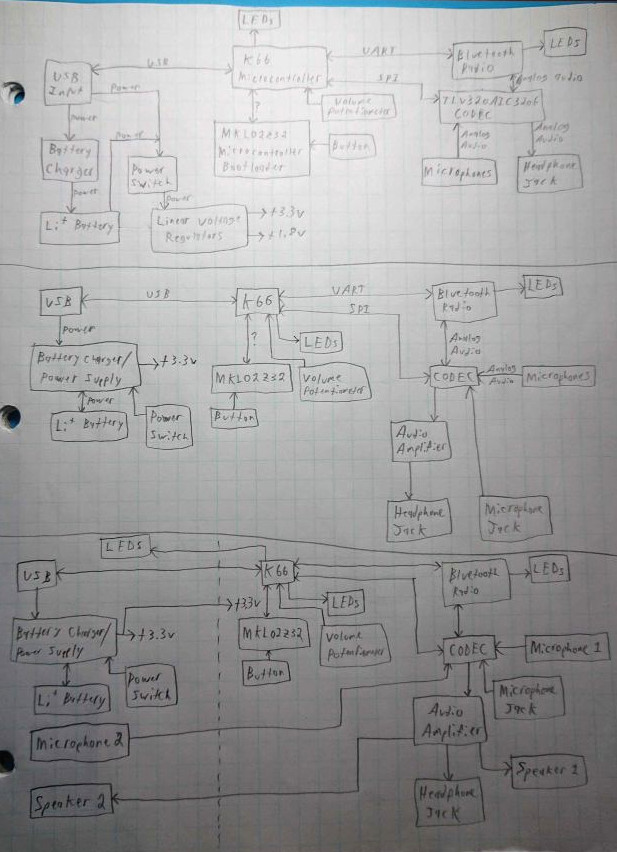 LEDs
K66
Microcontroller
UART
Bluetooth
Radio
LEDs
USB
Input
USB
Power
SPI
Analog Audio
TLV320AIC3206
CODEC
Power
Power
?
Volume
Potentiometer
Battery
Charger
MKL02Z32
Microcontroller
Bootloader
Button
Analog
Audio
Analog
Audio
Power
Switch
Microphones
Headphone
Jack
Power
Power
Li+ Battery
Linear Voltage
Regulators
+3.3v
+1.8v
USB
USB
K66
UART
SPI
Bluetooth
Radio
LEDs
Power
?
LEDs
Analog
Audio
Battery Charger/
Power Supply
+3.3v
MKL02Z32
Volume
Potentiometer
CODEC
Analog
Audio
Microphones
Power
Li+ Battery
Power
Switch
Button
Audio
Amplifier
Headphone
Jack
Microphone
Jack
LEDs
USB
K66
Bluetooth
Radio
LEDs
+3.3v
LEDs
Battery Charger/
Power Supply
+3.3v
MKL02Z32
Volume
Potentiometer
CODEC
Microphone 1
Li+ Battery
Power
Switch
Button
Microphone
Jack
Microphone 2
Audio
Amplifier
Speaker 1
Speaker 2
Headphone
Jack